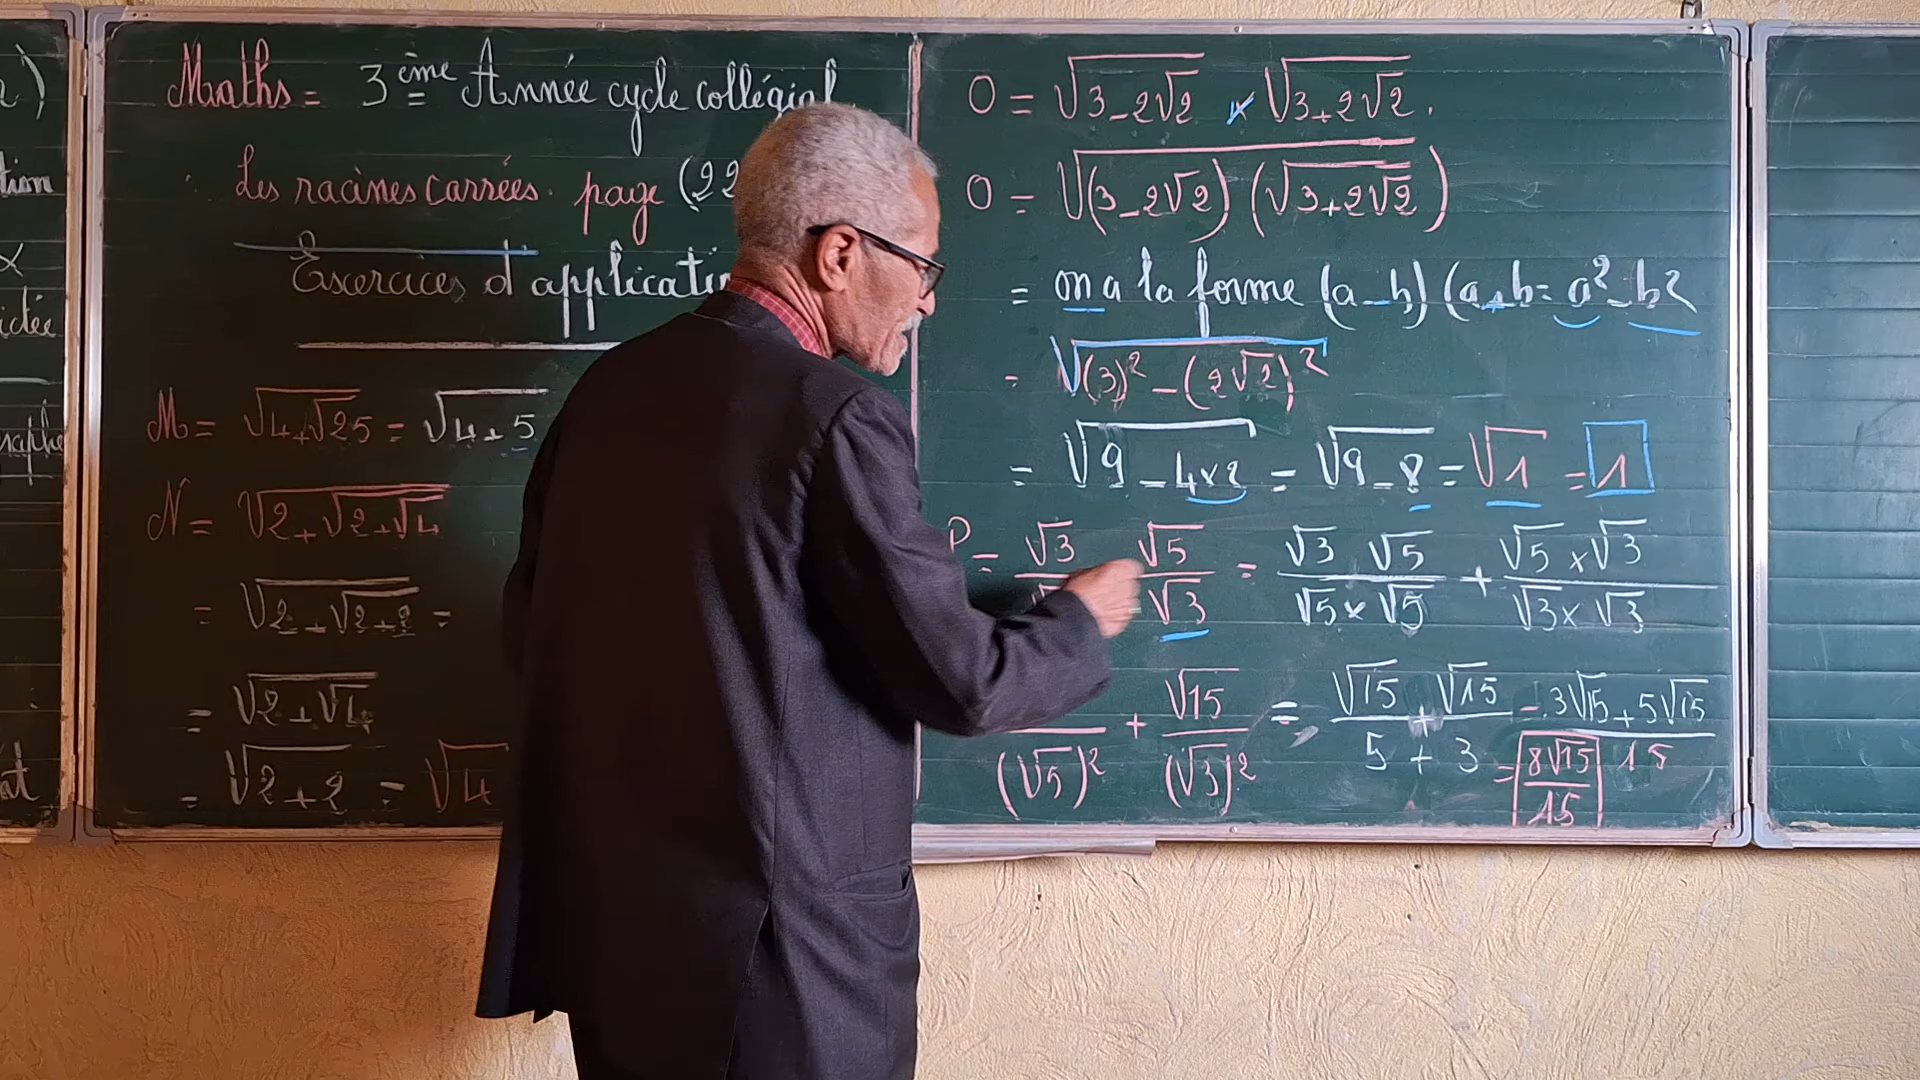 Maths = 3 ème Année cycle collégial
Les racines carrées. page (22
Exercices d'applicati
M = √4+√25 = √4+5
N = √2+√2+√4
= √2+√2+2 =
= √2+√4
= √2+2 = √4
O = √3-2√2 × √3+2√2.
O = √(3-2√2) (√3+2√2)
= on a la forme (a-b) (a+b= a²-b2
= √(3)²-(2√2)²
= √9-4×2 = √9-8 = √1 = 1
P = √3 √5/√3 = √3 √5/√5×√5 + √5×√3/√3×√3
/(√5)² + √15/(√3)² = √15+√15/5+3 = 3√15+5√15/15
= 8√15/15